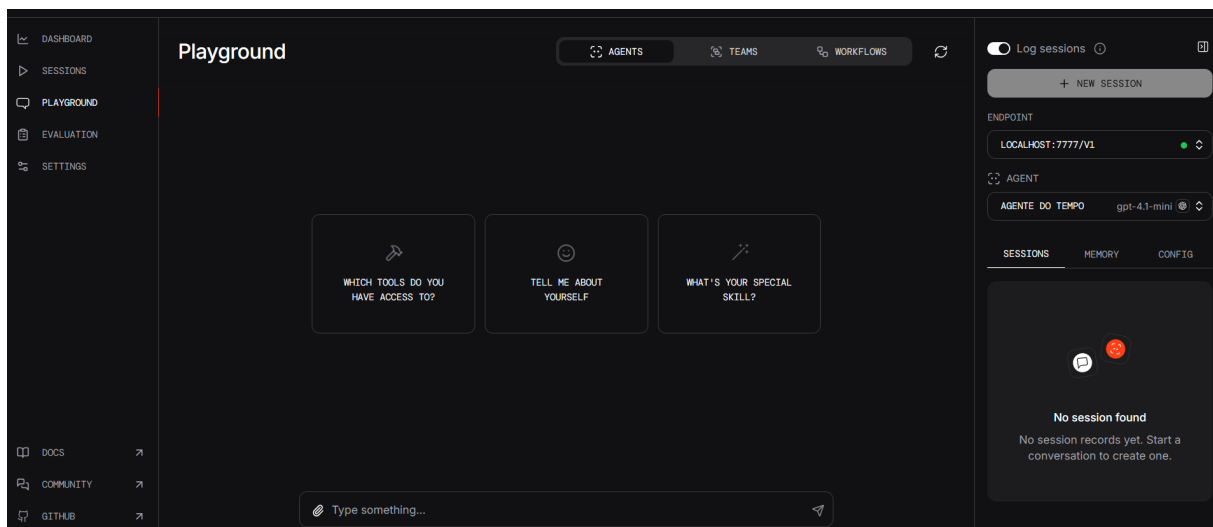 DASHBOARD
SESSIONS
PLAYGROUND
EVALUATION
SETTINGS
DOCS
COMMUNITY
GITHUB
Playground
AGENTS
TEAMS
WORKFLOWS
WHICH TOOLS DO YOU
HAVE ACCESS TO?
TELL ME ABOUT
YOURSELF
WHAT'S YOUR SPECIAL
SKILL?
Type something...
Log sessions
+ NEW SESSION
ENDPOINT
LOCALHOST:7777/V1
AGENT
AGENTE DO TEMPO gpt-4.1-mini
SESSIONS MEMORY CONFIG
No session found
No session records yet. Start a
conversation to create one.